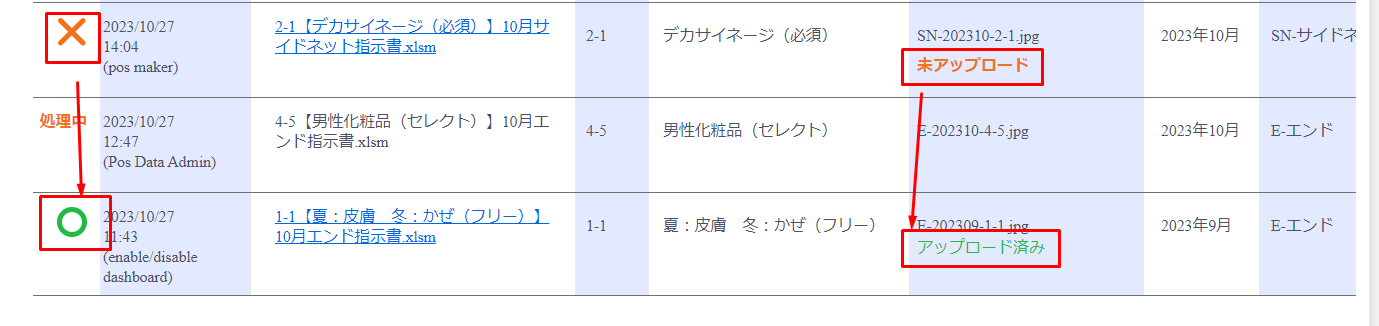 2023/10/27
14:04
(pos maker)
2-1【デカサイネージ（必須）】10月サ
イドネット指示書.xlsm
2-1
デカサイネージ（必須）
SN-202310-2-1.jpg
未アップロード
2023年10月
SN-サイドネ
処理中
2023/10/27
12:47
(Pos Data Admin)
4-5【男性化粧品（セレクト）】10月エ
ンド指示書.xlsm
4-5
男性化粧品（セレクト）
E-202310-4-5.jpg
2023年10月
E-エンド
2023/10/27
11:43
(enable/disable
dashboard)
1-1【夏：皮膚　冬：かぜ（フリー）】
10月エンド指示書.xlsm
1-1
夏：皮膚　冬：かぜ（フリー）
E-202309-1-1.jpg
アップロード済み
2023年9月
E-エンド